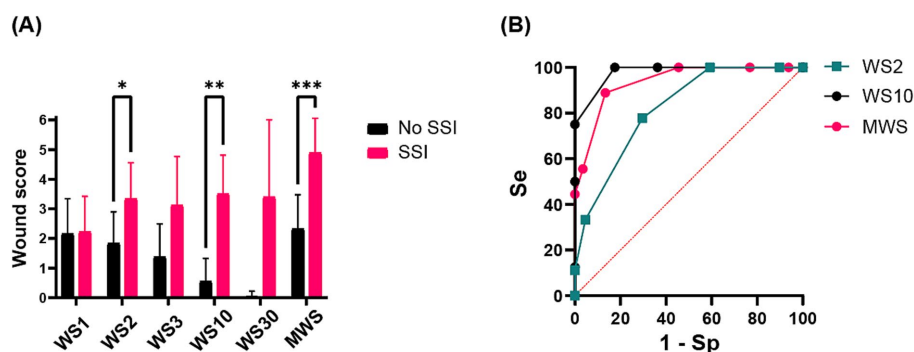 (A)
* ** ***
6
5
4
3
2
1
0
Wound score
WS1 WS2 WS3 WS10 WS30 MWS
No SSI
SSI
(B)
100
80
60
40
20
0
Se
0 20 40 60 80 100
1 - Sp
WS2
WS10
MWS